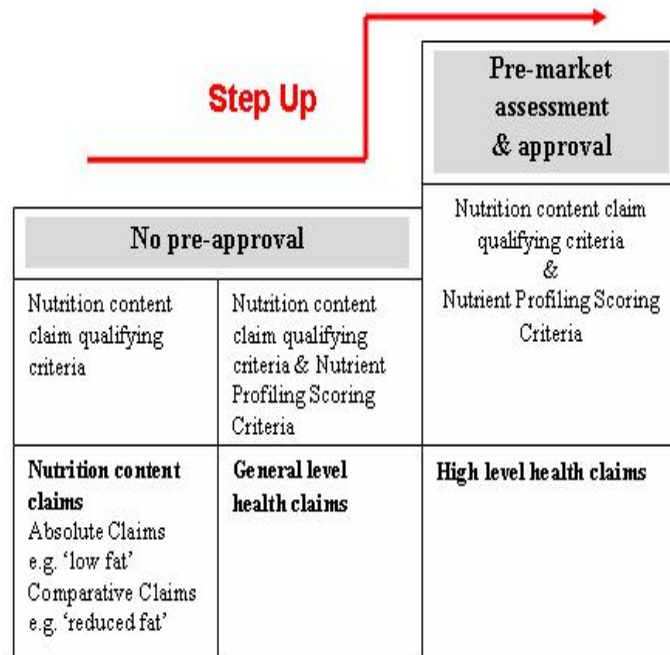 Step Up
Pre-market
assessment
& approval
No pre-approval
Nutrition content claim
qualifying criteria
&
Nutrient Profiling Scoring
Criteria
Nutrition content
claim qualifying
criteria
Nutrition content
claim qualifying
criteria & Nutrient
Profiling Scoring
Criteria
Nutrition content
claims
Absolute Claims
e.g. ‘low fat’
Comparative Claims
e.g. ‘reduced fat’
General level
health claims
High level health claims